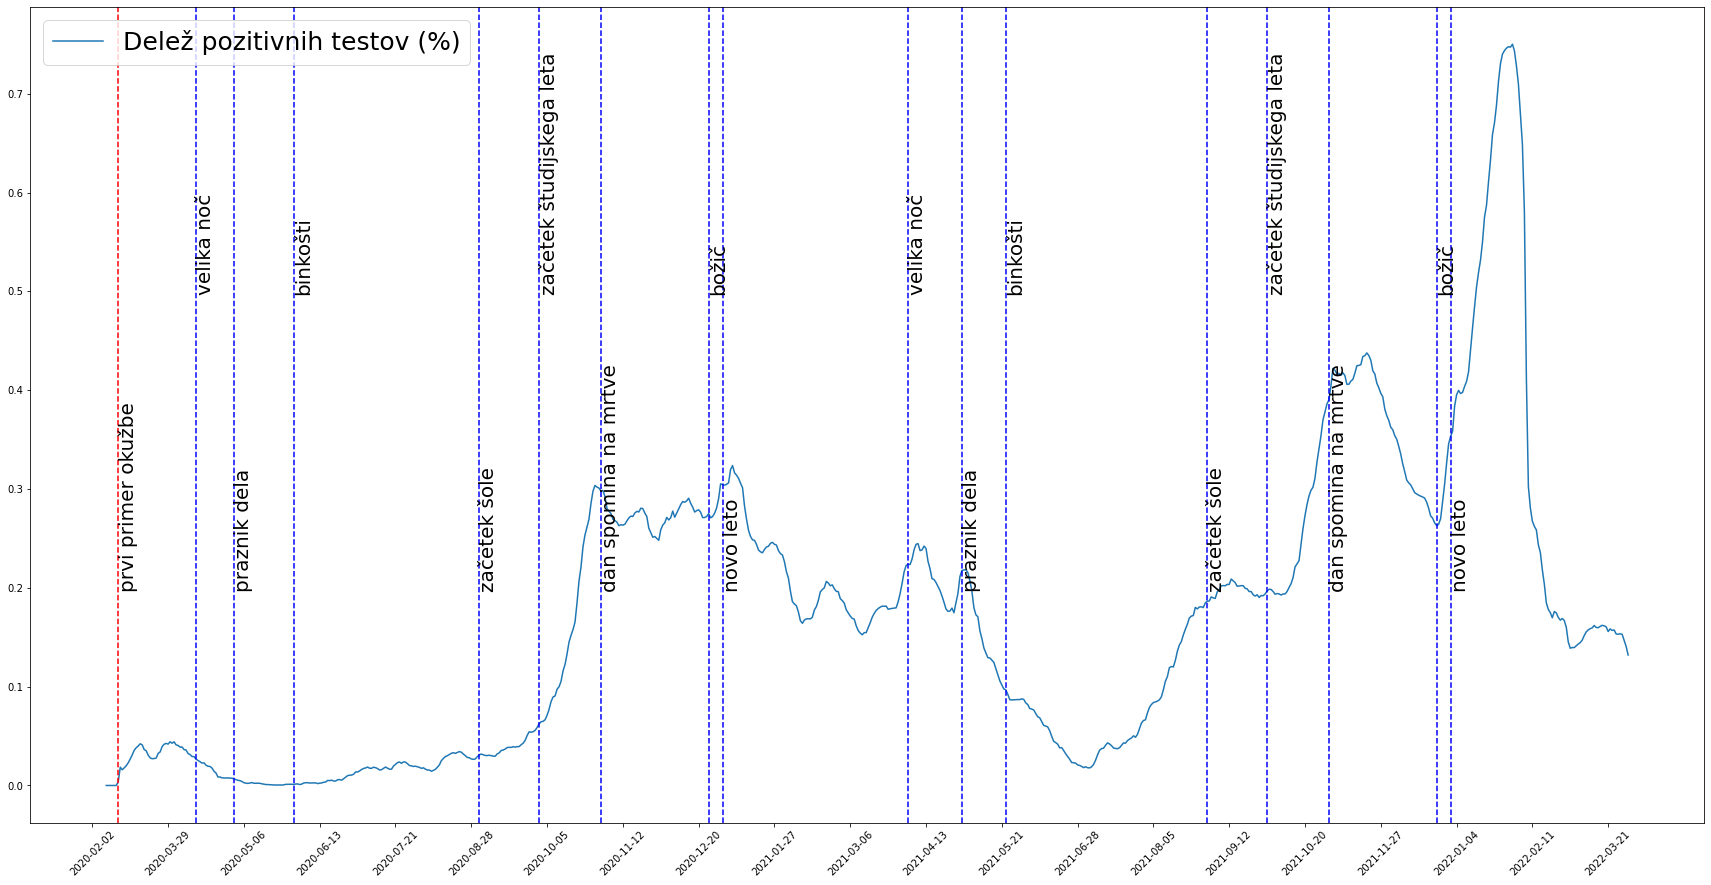 Delež pozitivnih testov (%)
0.7
0.6
0.5
0.4
0.3
0.2
0.1
0.0
prvi primer okužbe
velika noč
praznik dela
binkošti
začetek šole
začetek študijskega leta
dan spomina na mrtve
božič
novo leto
velika noč
praznik dela
binkošti
začetek šole
začetek študijskega leta
dan spomina na mrtve
božič
novo leto
2020-02-02
2020-03-29
2020-05-06
2020-06-13
2020-07-21
2020-08-28
2020-10-05
2020-11-12
2020-12-20
2021-01-27
2021-03-06
2021-04-13
2021-05-21
2021-06-28
2021-08-05
2021-09-12
2021-10-20
2021-11-27
2022-01-04
2022-02-11
2022-03-21